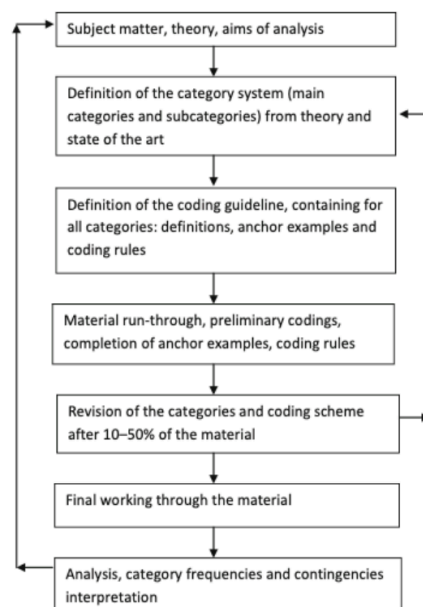 Subject matter, theory, aims of analysis
Definition of the category system (main
categories and subcategories) from theory and
state of the art
Definition of the coding guideline, containing for
all categories: definitions, anchor examples and
coding rules
Material run-through, preliminary codings,
completion of anchor examples, coding rules
Revision of the categories and coding scheme
after 10–50% of the material
Final working through the material
Analysis, category frequencies and contingencies
interpretation